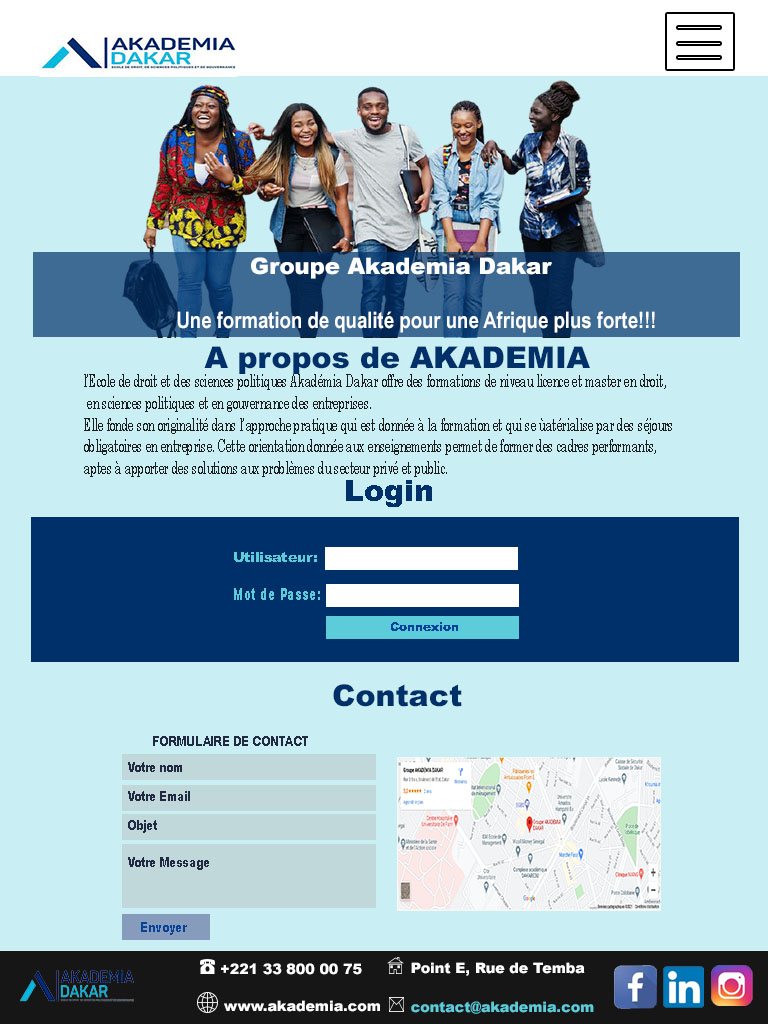 AKADEMIA
DAKAR
ECOLE DE DROIT, DE SCIENCES POLITIQUES ET DE GOUVERNANCE
Groupe Akademia Dakar
Une formation de qualité pour une Afrique plus forte!!!
A propos de AKADEMIA
l'Ecole de droit et des sciences politiques Akadémia Dakar offre des formations de niveau licence et master en droit,
en sciences politiques et en gouvernance des entreprises.
Elle fonde son originalité dans l'approche pratique qui est donnée à la formation et qui se ùatérialise par des séjours
obligatoires en entreprise. Cette orientation donnée aux enseignements permet de former des cadres performants,
aptes à apporter des solutions aux problèmes du secteur privé et public.
Login
Utilisateur:
Mot de Passe:
Connexion
Contact
FORMULAIRE DE CONTACT
Votre nom
Votre Email
Objet
Votre Message
Envoyer
Groupe AKADEMIA DAKAR
Groupe AKADEMIA
DAKAR
Marche Fass
Google
AKADEMIA
DAKAR
+221 33 800 00 75
Point E, Rue de Temba
www.akademia.com
contact@akademia.com